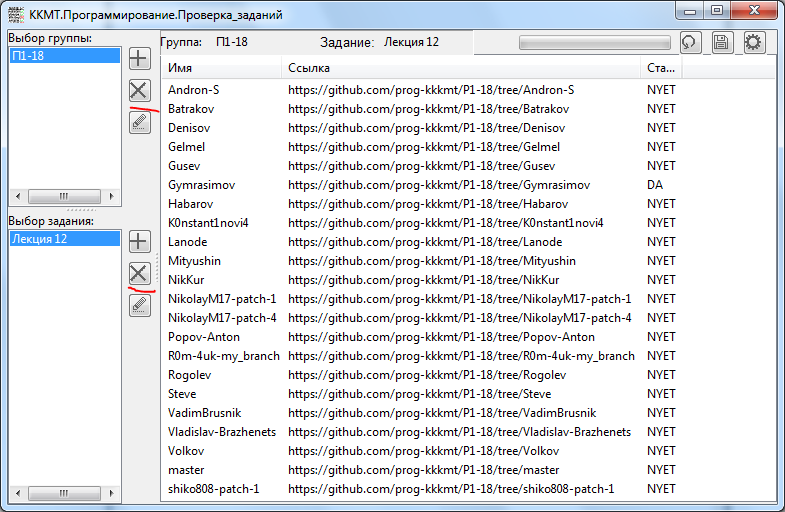 ККМТ.Программирование.Проверка_заданий
Выбор группы:
П1-18
Группа: П1-18 Задание: Лекция 12
Имя Ссылка Ста...
Andron-S https://github.com/prog-kkkmt/P1-18/tree/Andron-S NYET
Batrakov https://github.com/prog-kkkmt/P1-18/tree/Batrakov NYET
Denisov https://github.com/prog-kkkmt/P1-18/tree/Denisov NYET
Gelmel https://github.com/prog-kkkmt/P1-18/tree/Gelmel NYET
Gusev https://github.com/prog-kkkmt/P1-18/tree/Gusev NYET
Gymrasimov https://github.com/prog-kkkmt/P1-18/tree/Gymrasimov DA
Habarov https://github.com/prog-kkkmt/P1-18/tree/Habarov NYET
K0nstant1novi4 https://github.com/prog-kkkmt/P1-18/tree/K0nstant1novi4 NYET
Lanode https://github.com/prog-kkkmt/P1-18/tree/Lanode NYET
Mityushin https://github.com/prog-kkkmt/P1-18/tree/Mityushin NYET
NikKur https://github.com/prog-kkkmt/P1-18/tree/NikKur NYET
NikolayM17-patch-1 https://github.com/prog-kkkmt/P1-18/tree/NikolayM17-patch-1 NYET
NikolayM17-patch-4 https://github.com/prog-kkkmt/P1-18/tree/NikolayM17-patch-4 NYET
Popov-Anton https://github.com/prog-kkkmt/P1-18/tree/Popov-Anton NYET
R0m-4uk-my_branch https://github.com/prog-kkkmt/P1-18/tree/R0m-4uk-my_branch NYET
Rogolev https://github.com/prog-kkkmt/P1-18/tree/Rogolev NYET
Steve https://github.com/prog-kkkmt/P1-18/tree/Steve NYET
VadimBrusnik https://github.com/prog-kkkmt/P1-18/tree/VadimBrusnik NYET
Vladislav-Brazhenets https://github.com/prog-kkkmt/P1-18/tree/Vladislav-Brazhenets NYET
Volkov https://github.com/prog-kkkmt/P1-18/tree/Volkov NYET
master https://github.com/prog-kkkmt/P1-18/tree/master NYET
shiko808-patch-1 https://github.com/prog-kkkmt/P1-18/tree/shiko808-patch-1 NYET
Выбор задания:
Лекция 12